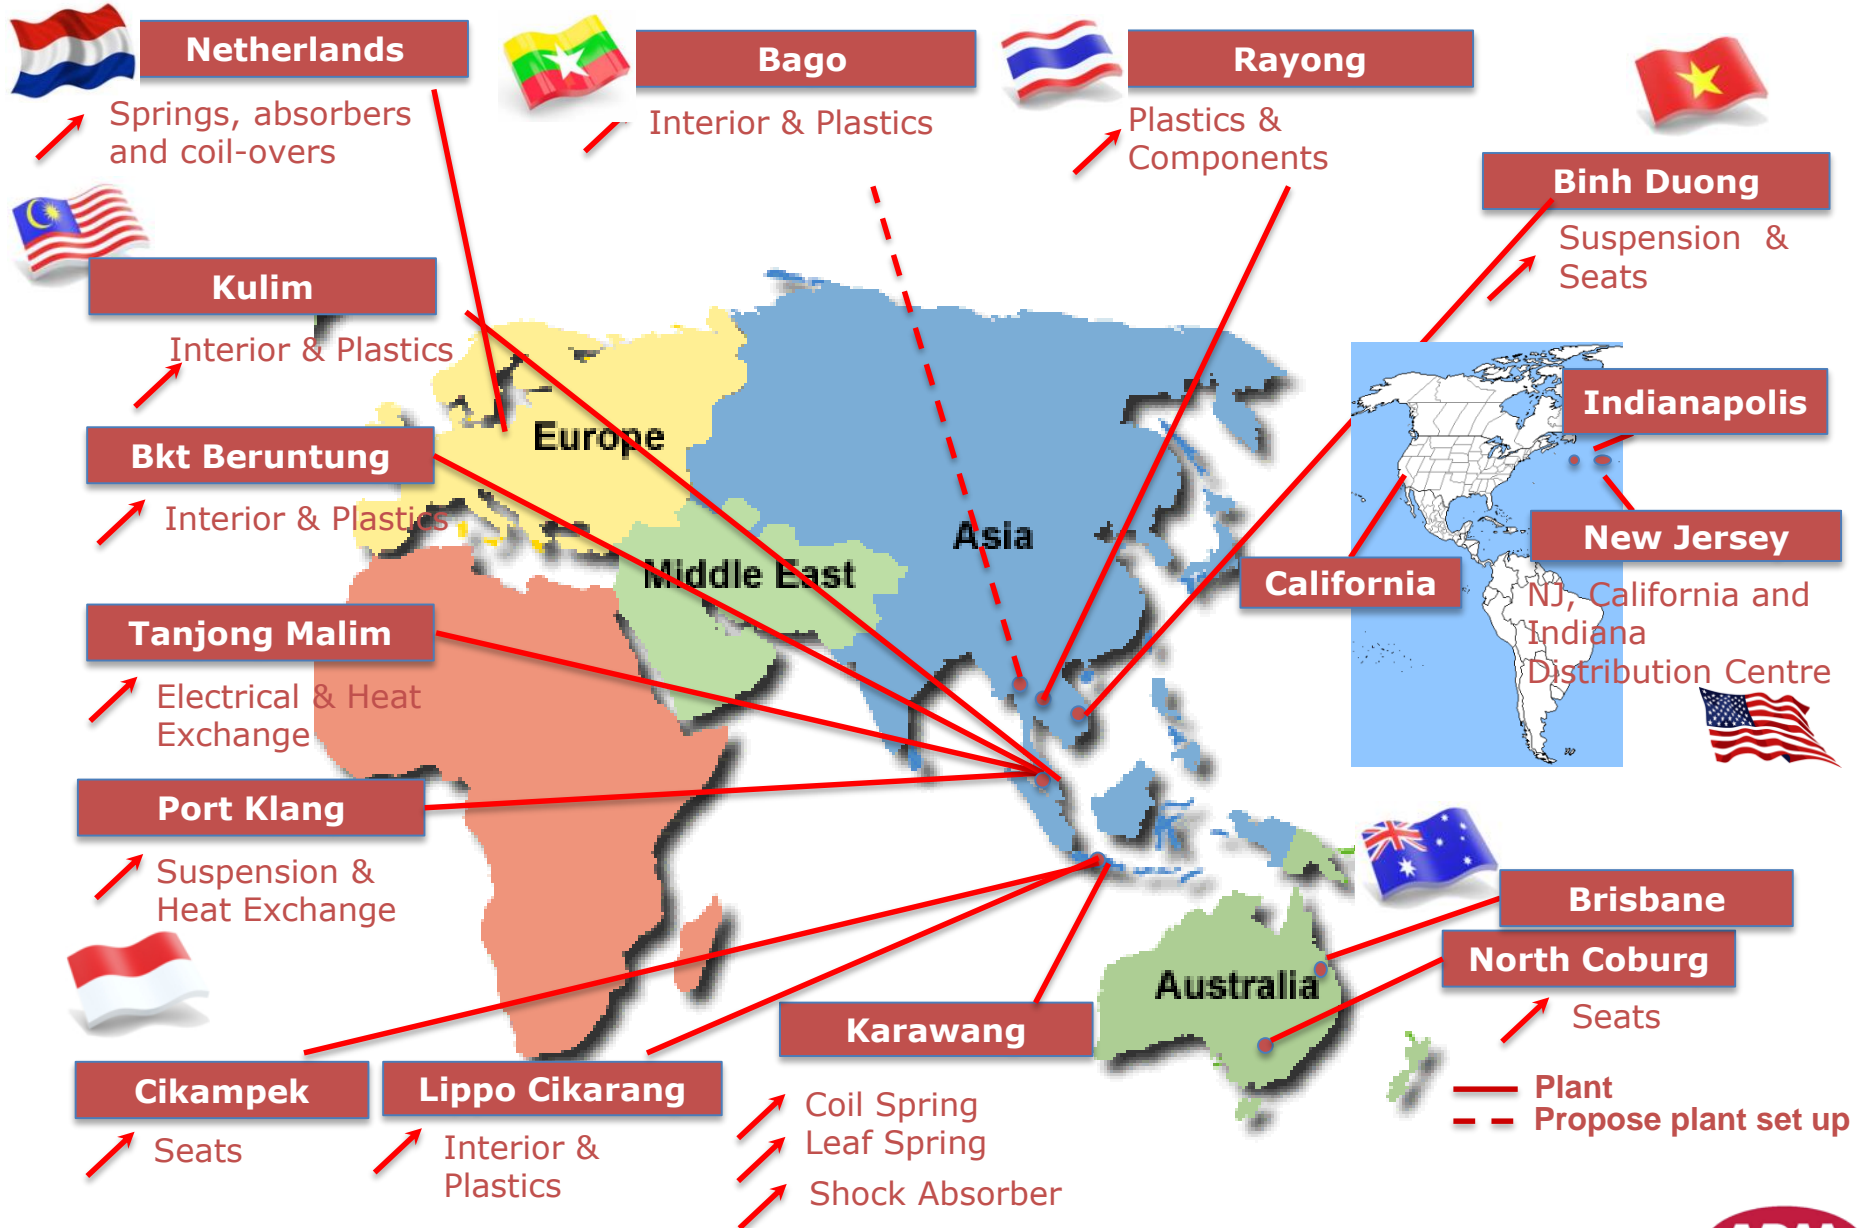 Netherlands
Springs, absorbers
and coil-overs
Bago
Interior & Plastics
Rayong
Plastics &
Components
Binh Duong
Suspension &
Seats
Kulim
Interior & Plastics
Bkt Beruntung
Interior & Plastics
Tanjong Malim
Electrical & Heat
Exchange
Port Klang
Suspension &
Heat Exchange
Europe
Middle East
Asia
Australia
Indianapolis
California
New Jersey
NJ, California and
Indiana
Distribution Centre
Brisbane
North Coburg
Seats
Cikampek
Seats
Lippo Cikarang
Interior &
Plastics
Karawang
Coil Spring
Leaf Spring
Shock Absorber
Plant
Propose plant set up